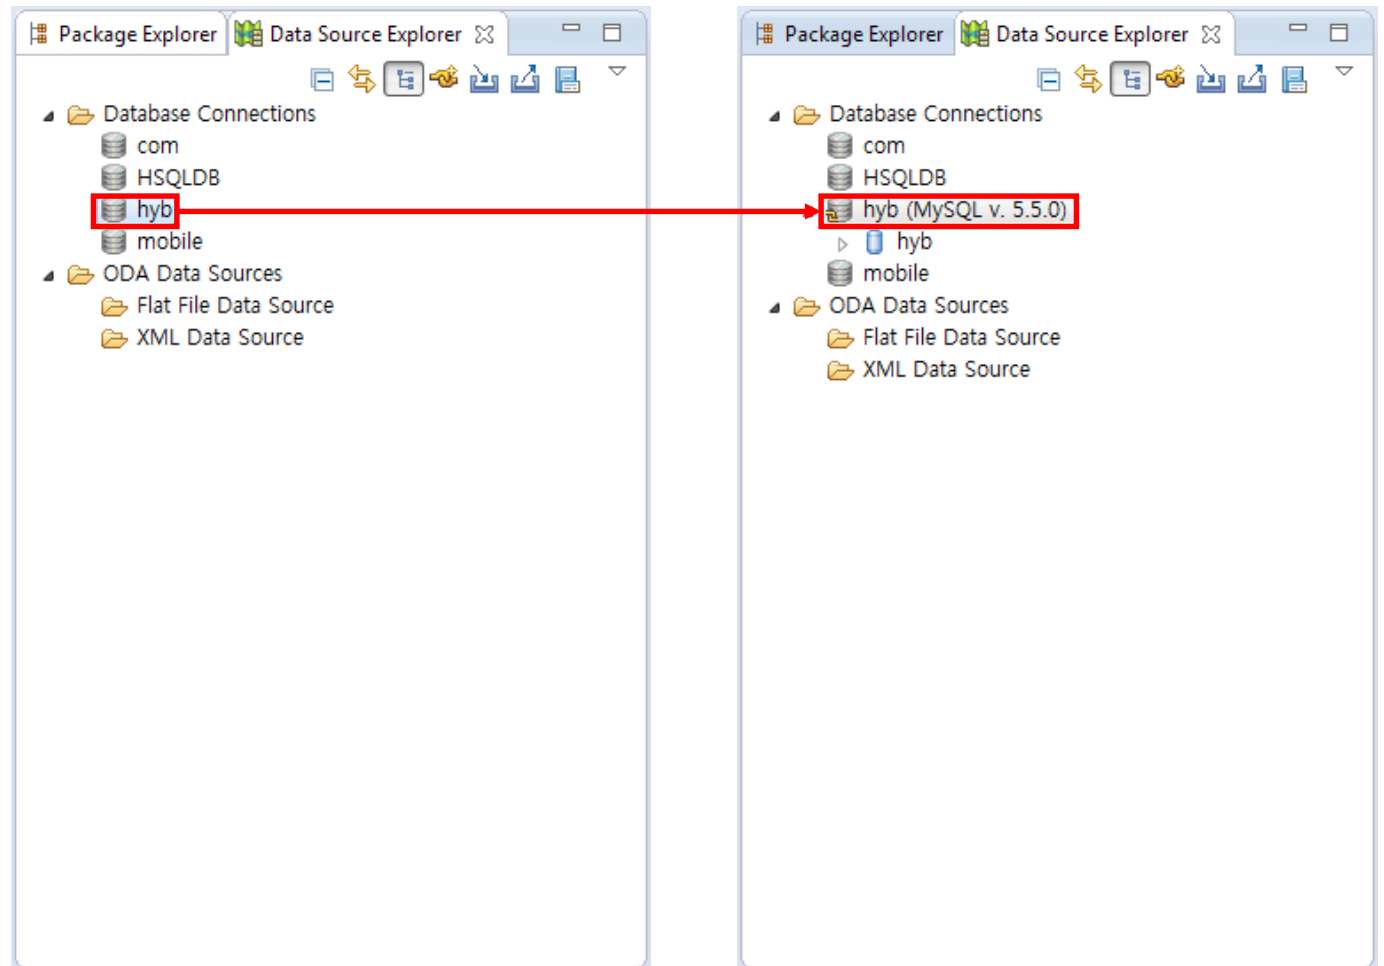 Package Explorer Data Source Explorer
Database Connections
com
HSQLDB
hyb
mobile
ODA Data Sources
Flat File Data Source
XML Data Source
Package Explorer Data Source Explorer
Database Connections
com
HSQLDB
hyb (MySQL v. 5.5.0)
hyb
mobile
ODA Data Sources
Flat File Data Source
XML Data Source